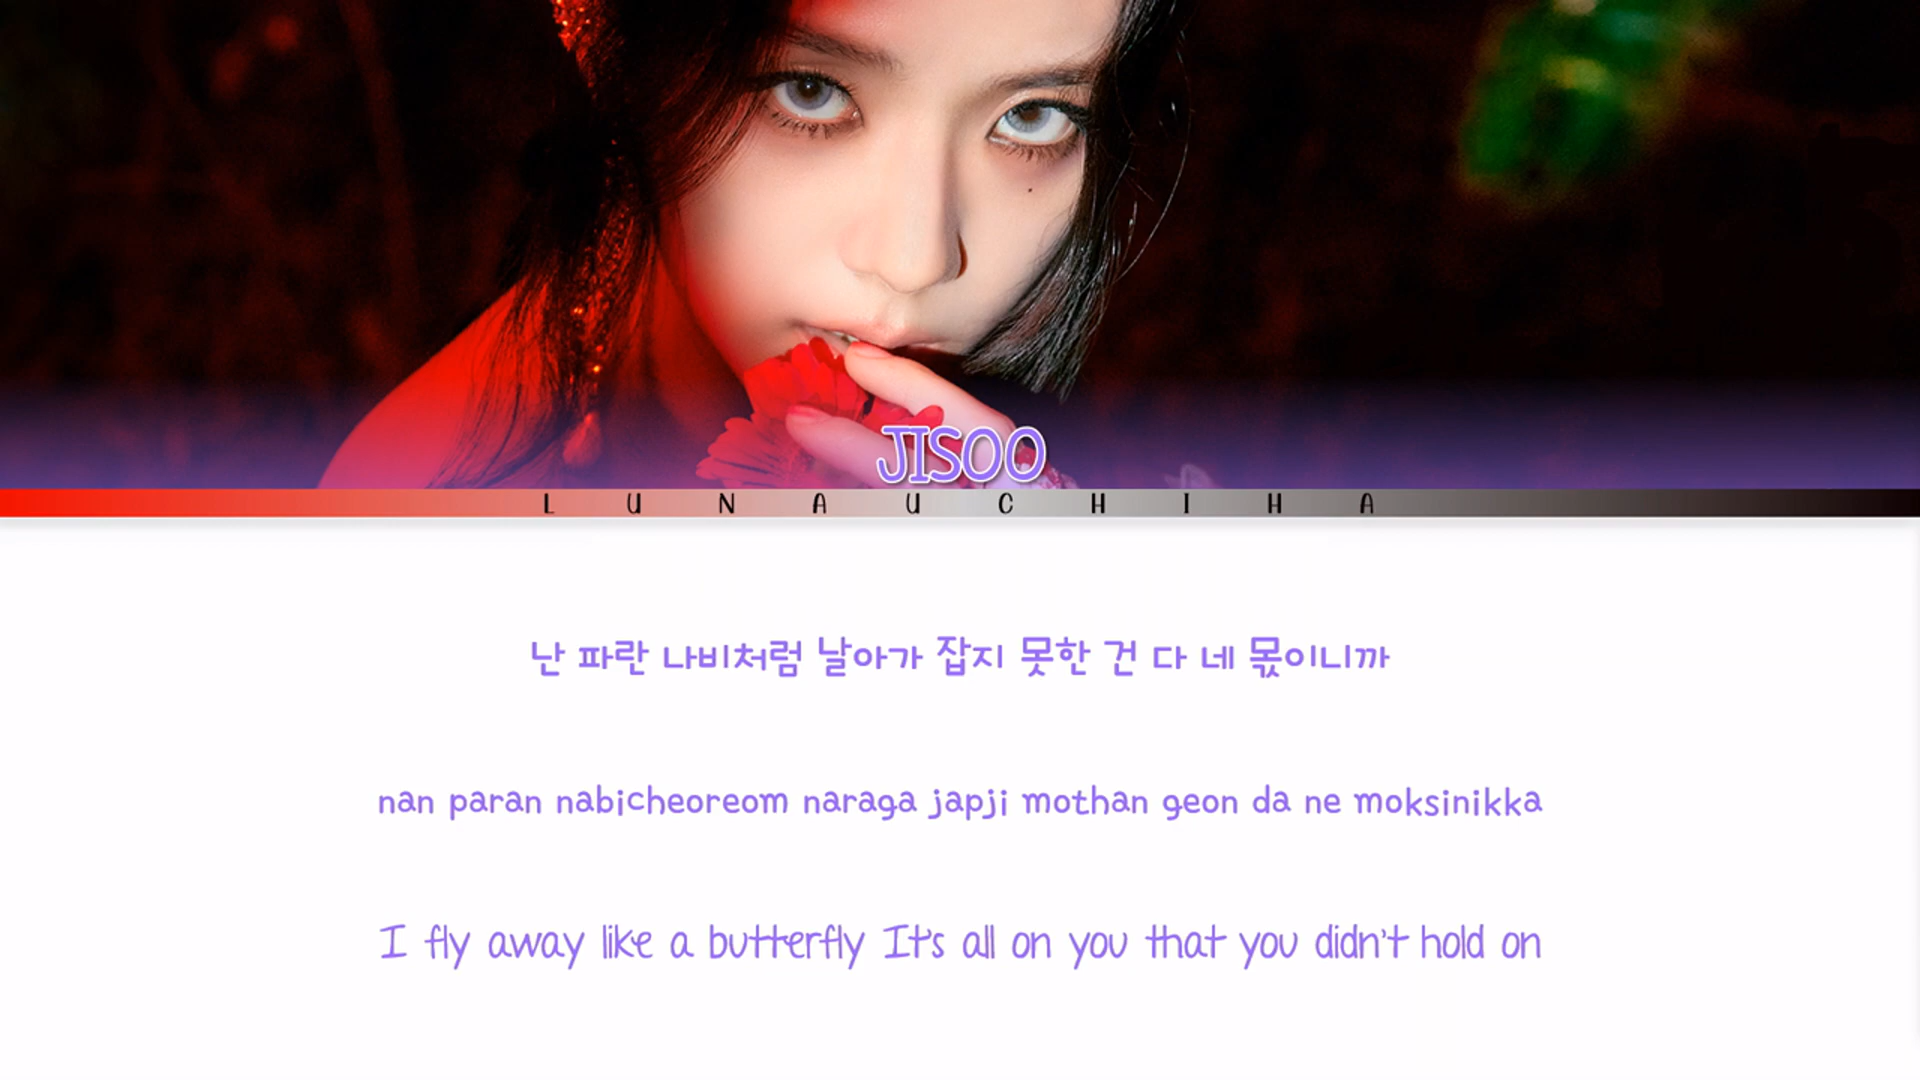 JISOO
LUNAUCHIHA
난 파란 나비처럼 날아가 잡지 못한 건 다 네 몫이니까
nan paran nabicheoreom naraga japji mothan geon da ne moksinikka
I fly away like a butterfly It's all on you that you didn't hold on